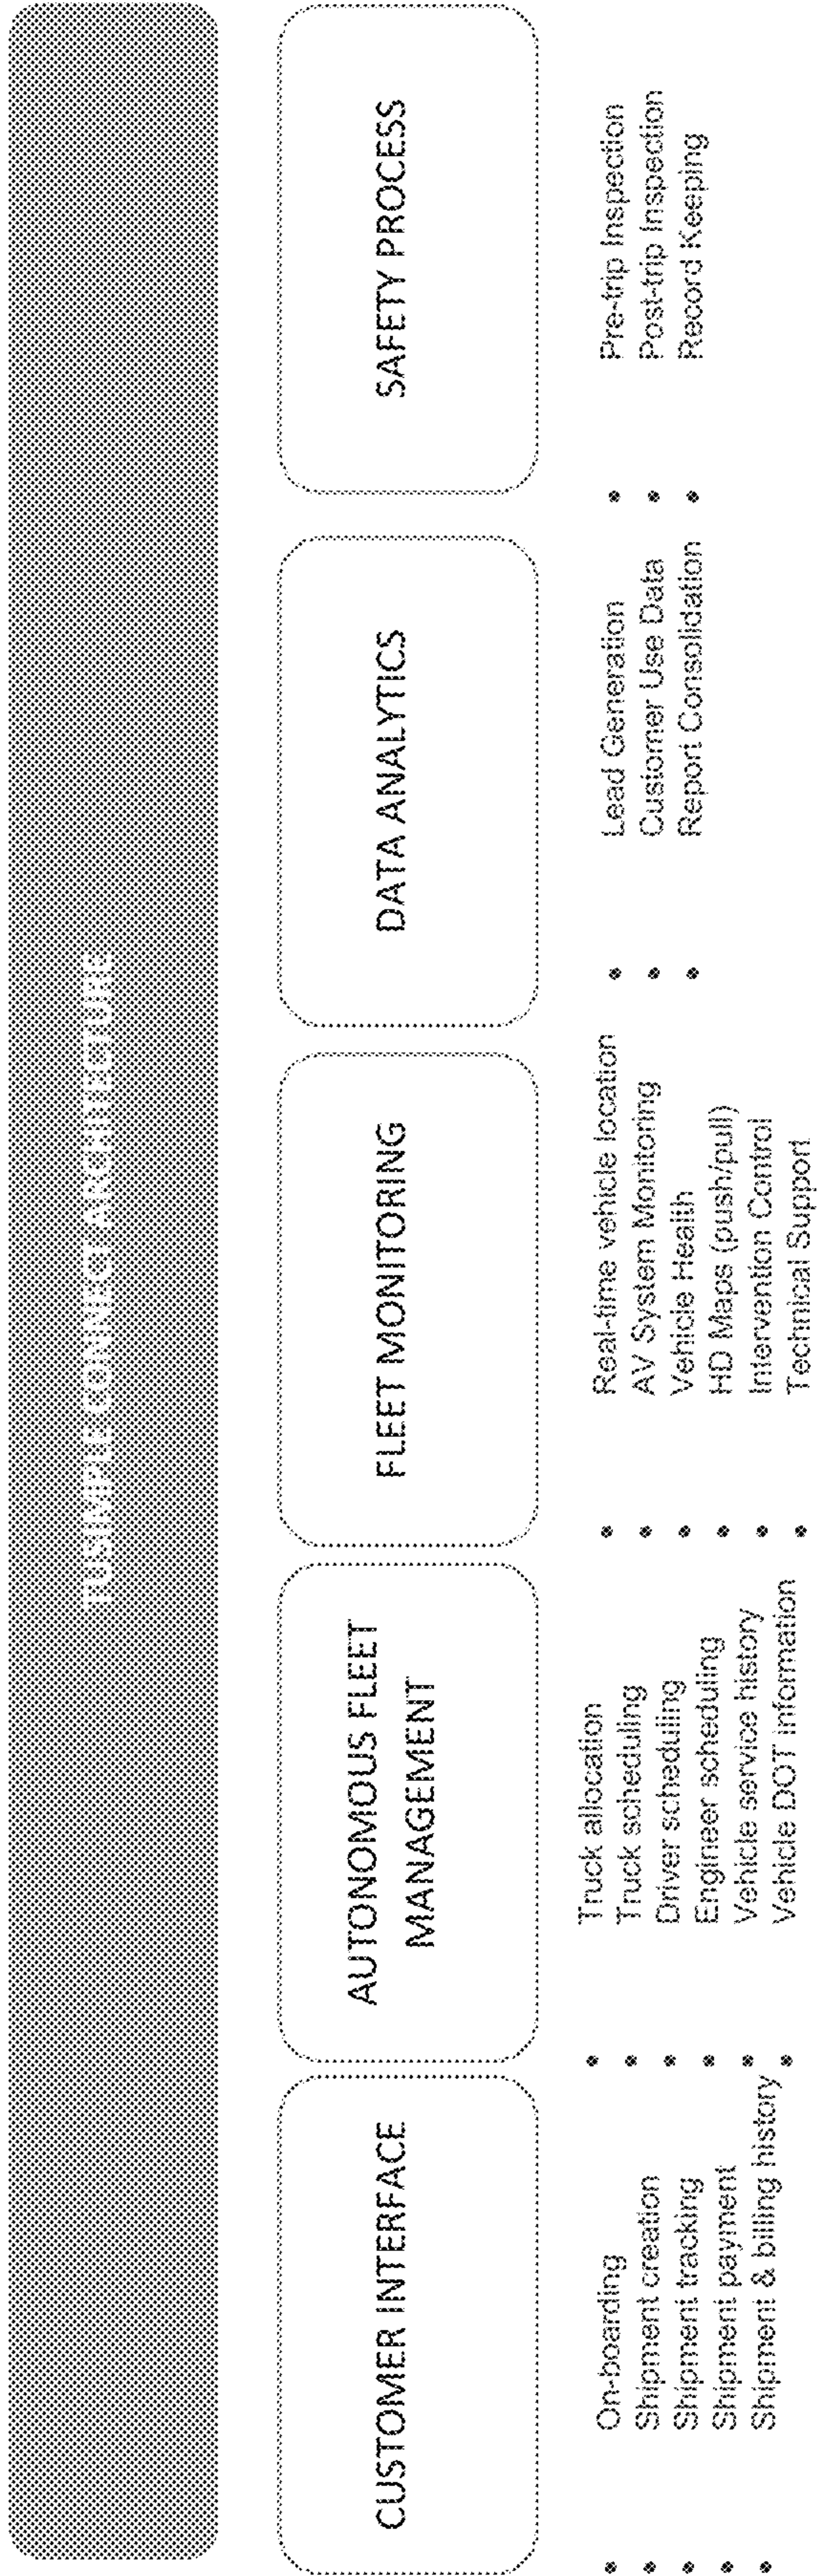 TUSIMPLE CONNECT ARCHITECTURE
CUSTOMER INTERFACE
• On-boarding
• Shipment creation
• Shipment tracking
• Shipment payment
• Shipment & billing history
AUTONOMOUS FLEET
MANAGEMENT
• Truck allocation
• Truck scheduling
• Driver scheduling
• Engineer scheduling
• Vehicle service history
• Vehicle DOT information
FLEET MONITORING
• Real-time vehicle location
• AV System Monitoring
• Vehicle Health
• HD Maps (push/pull)
• Intervention Control
• Technical Support
DATA ANALYTICS
• Lead Generation
• Customer Use Data
• Report Consolidation
SAFETY PROCESS
• Pre-trip Inspection
• Post-trip Inspection
• Record Keeping